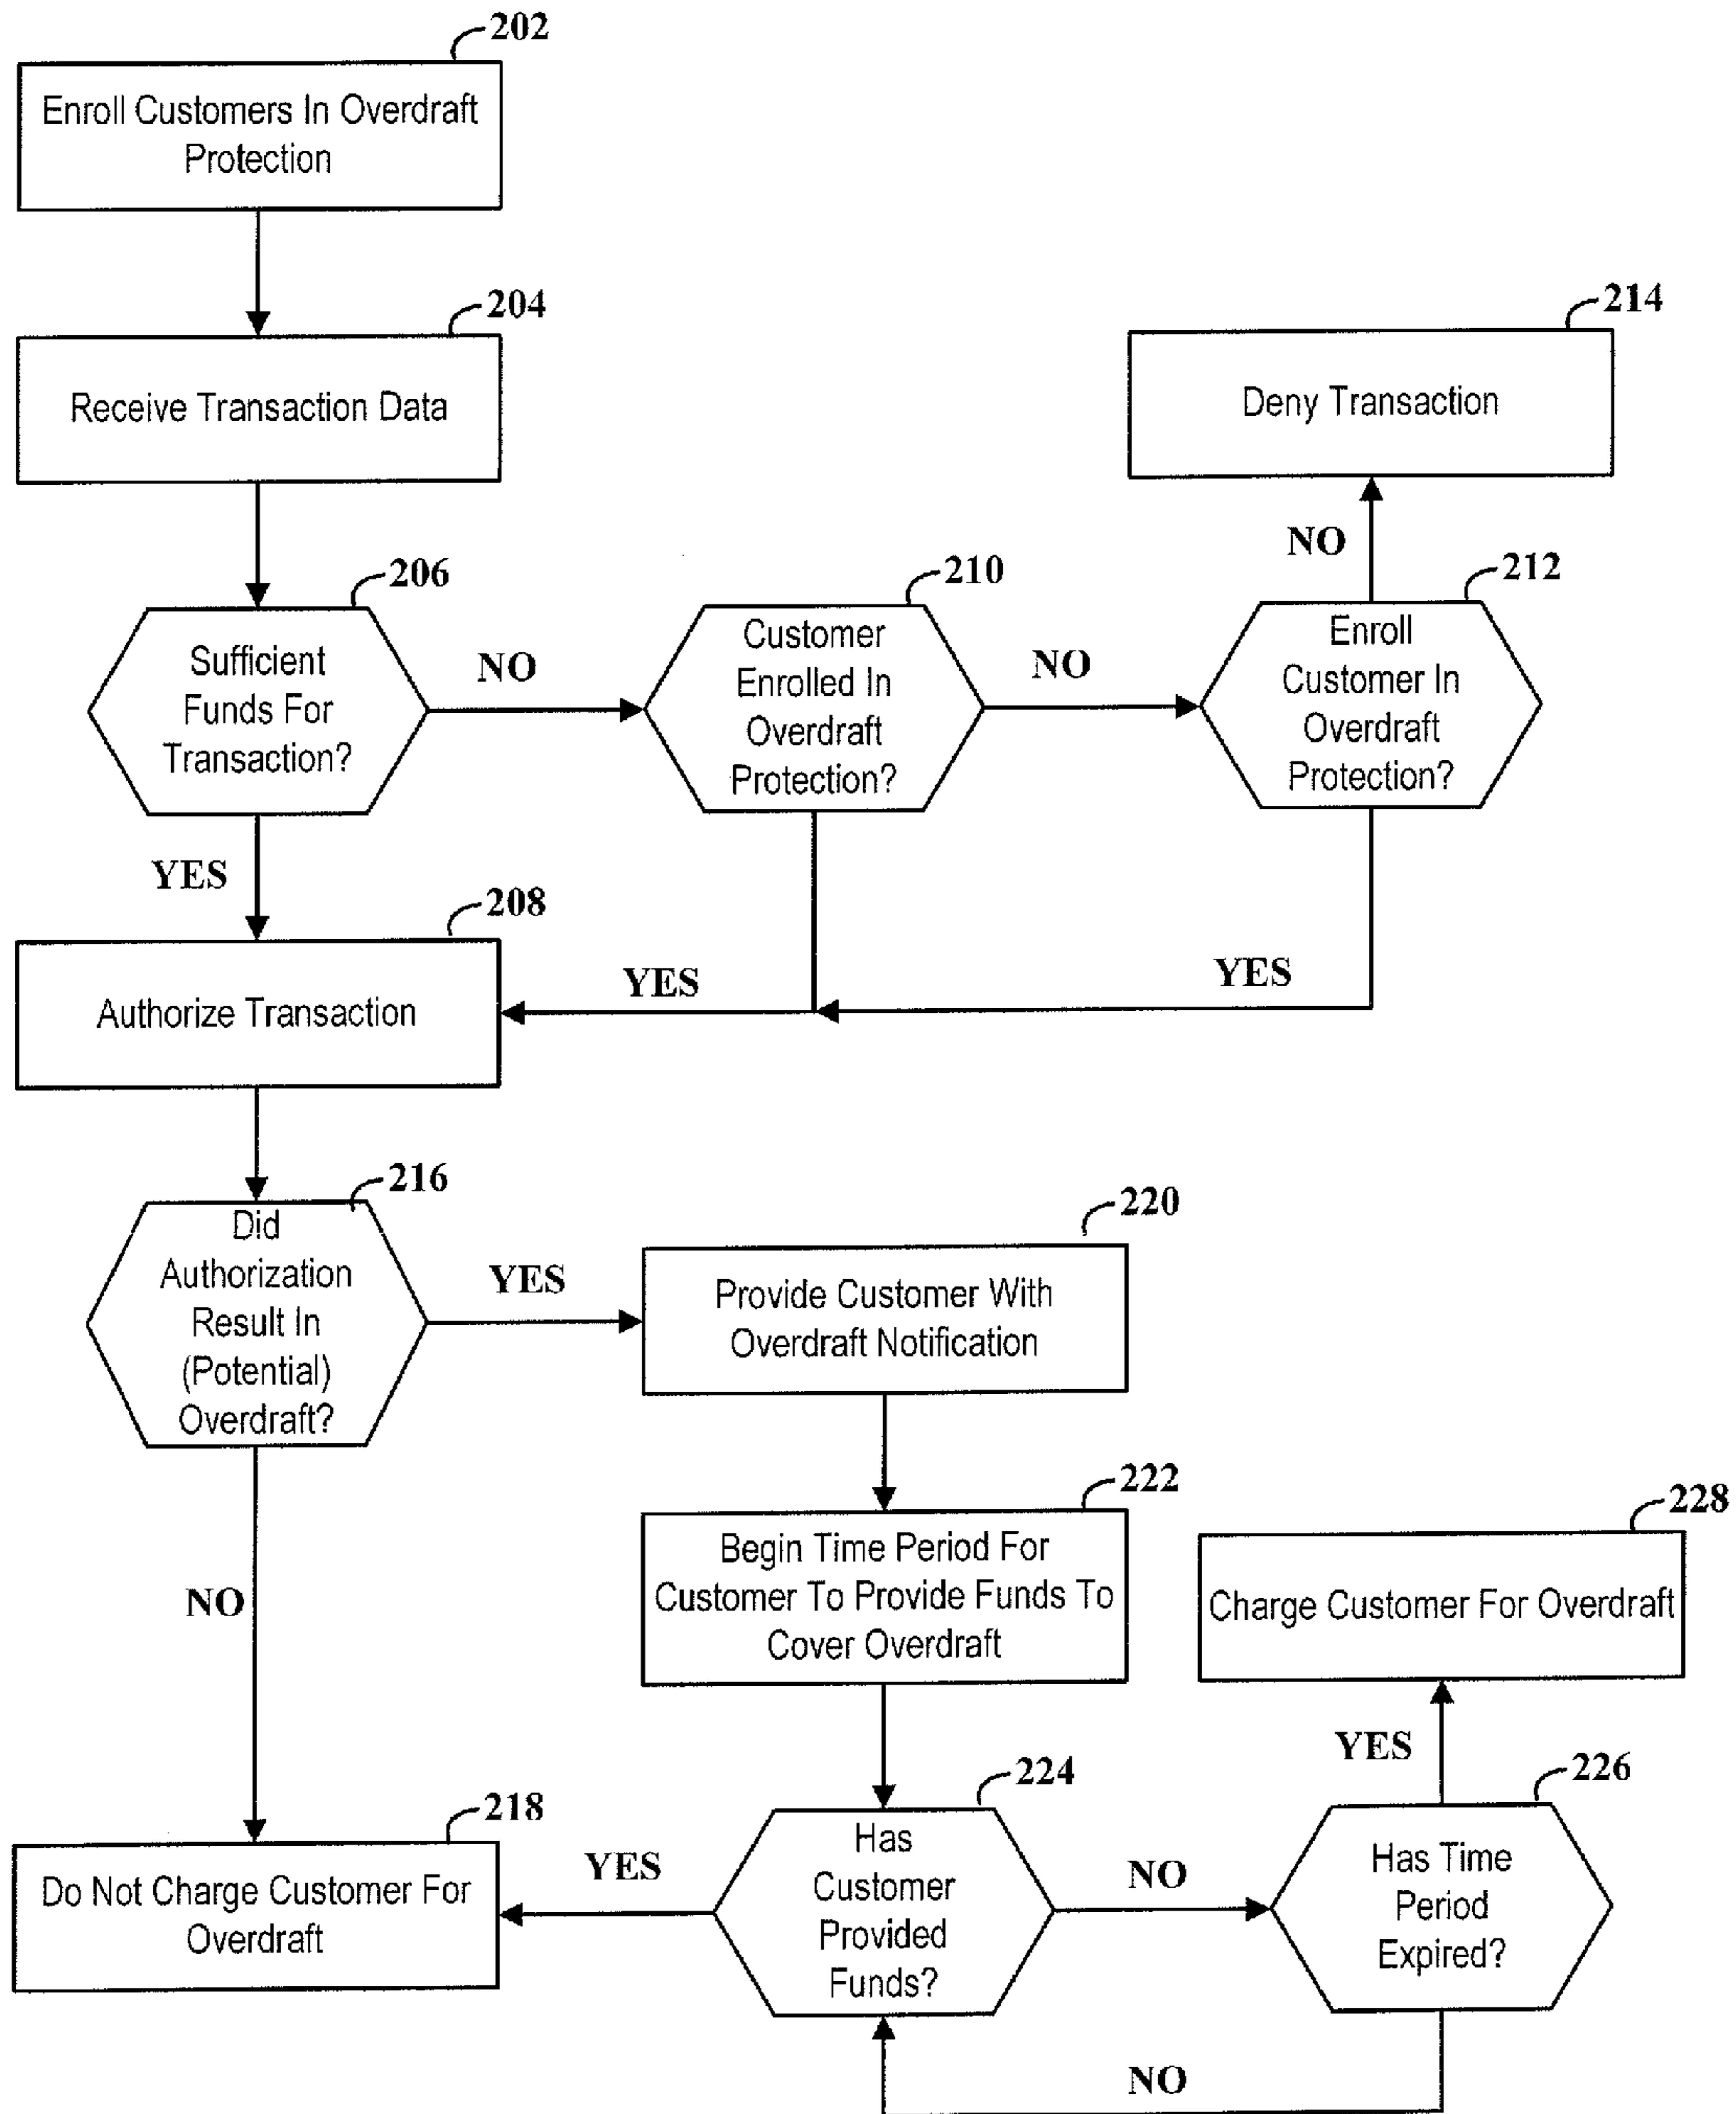 202
Enroll Customers In Overdraft
Protection
204
Receive Transaction Data
214
Deny Transaction
NO
206
Sufficient
Funds For
Transaction?
NO
210
Customer
Enrolled In
Overdraft
Protection?
NO
212
Enroll
Customer In
Overdraft
Protection?
YES
208
Authorize Transaction
YES
YES
216
Did
Authorization
Result In
(Potential)
Overdraft?
YES
220
Provide Customer With
Overdraft Notification
222
Begin Time Period For
Customer To Provide Funds To
Cover Overdraft
228
Charge Customer For Overdraft
NO
YES
218
Do Not Charge Customer For
Overdraft
YES
224
Has
Customer
Provided
Funds?
NO
226
Has Time
Period
Expired?
NO